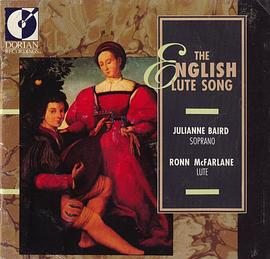 DORIAN
RECORDINGS
THE
ENGLISH
LUTE SONG
JULIANNE BAIRD
SOPRANO
RONN McFARLANE
LUTE